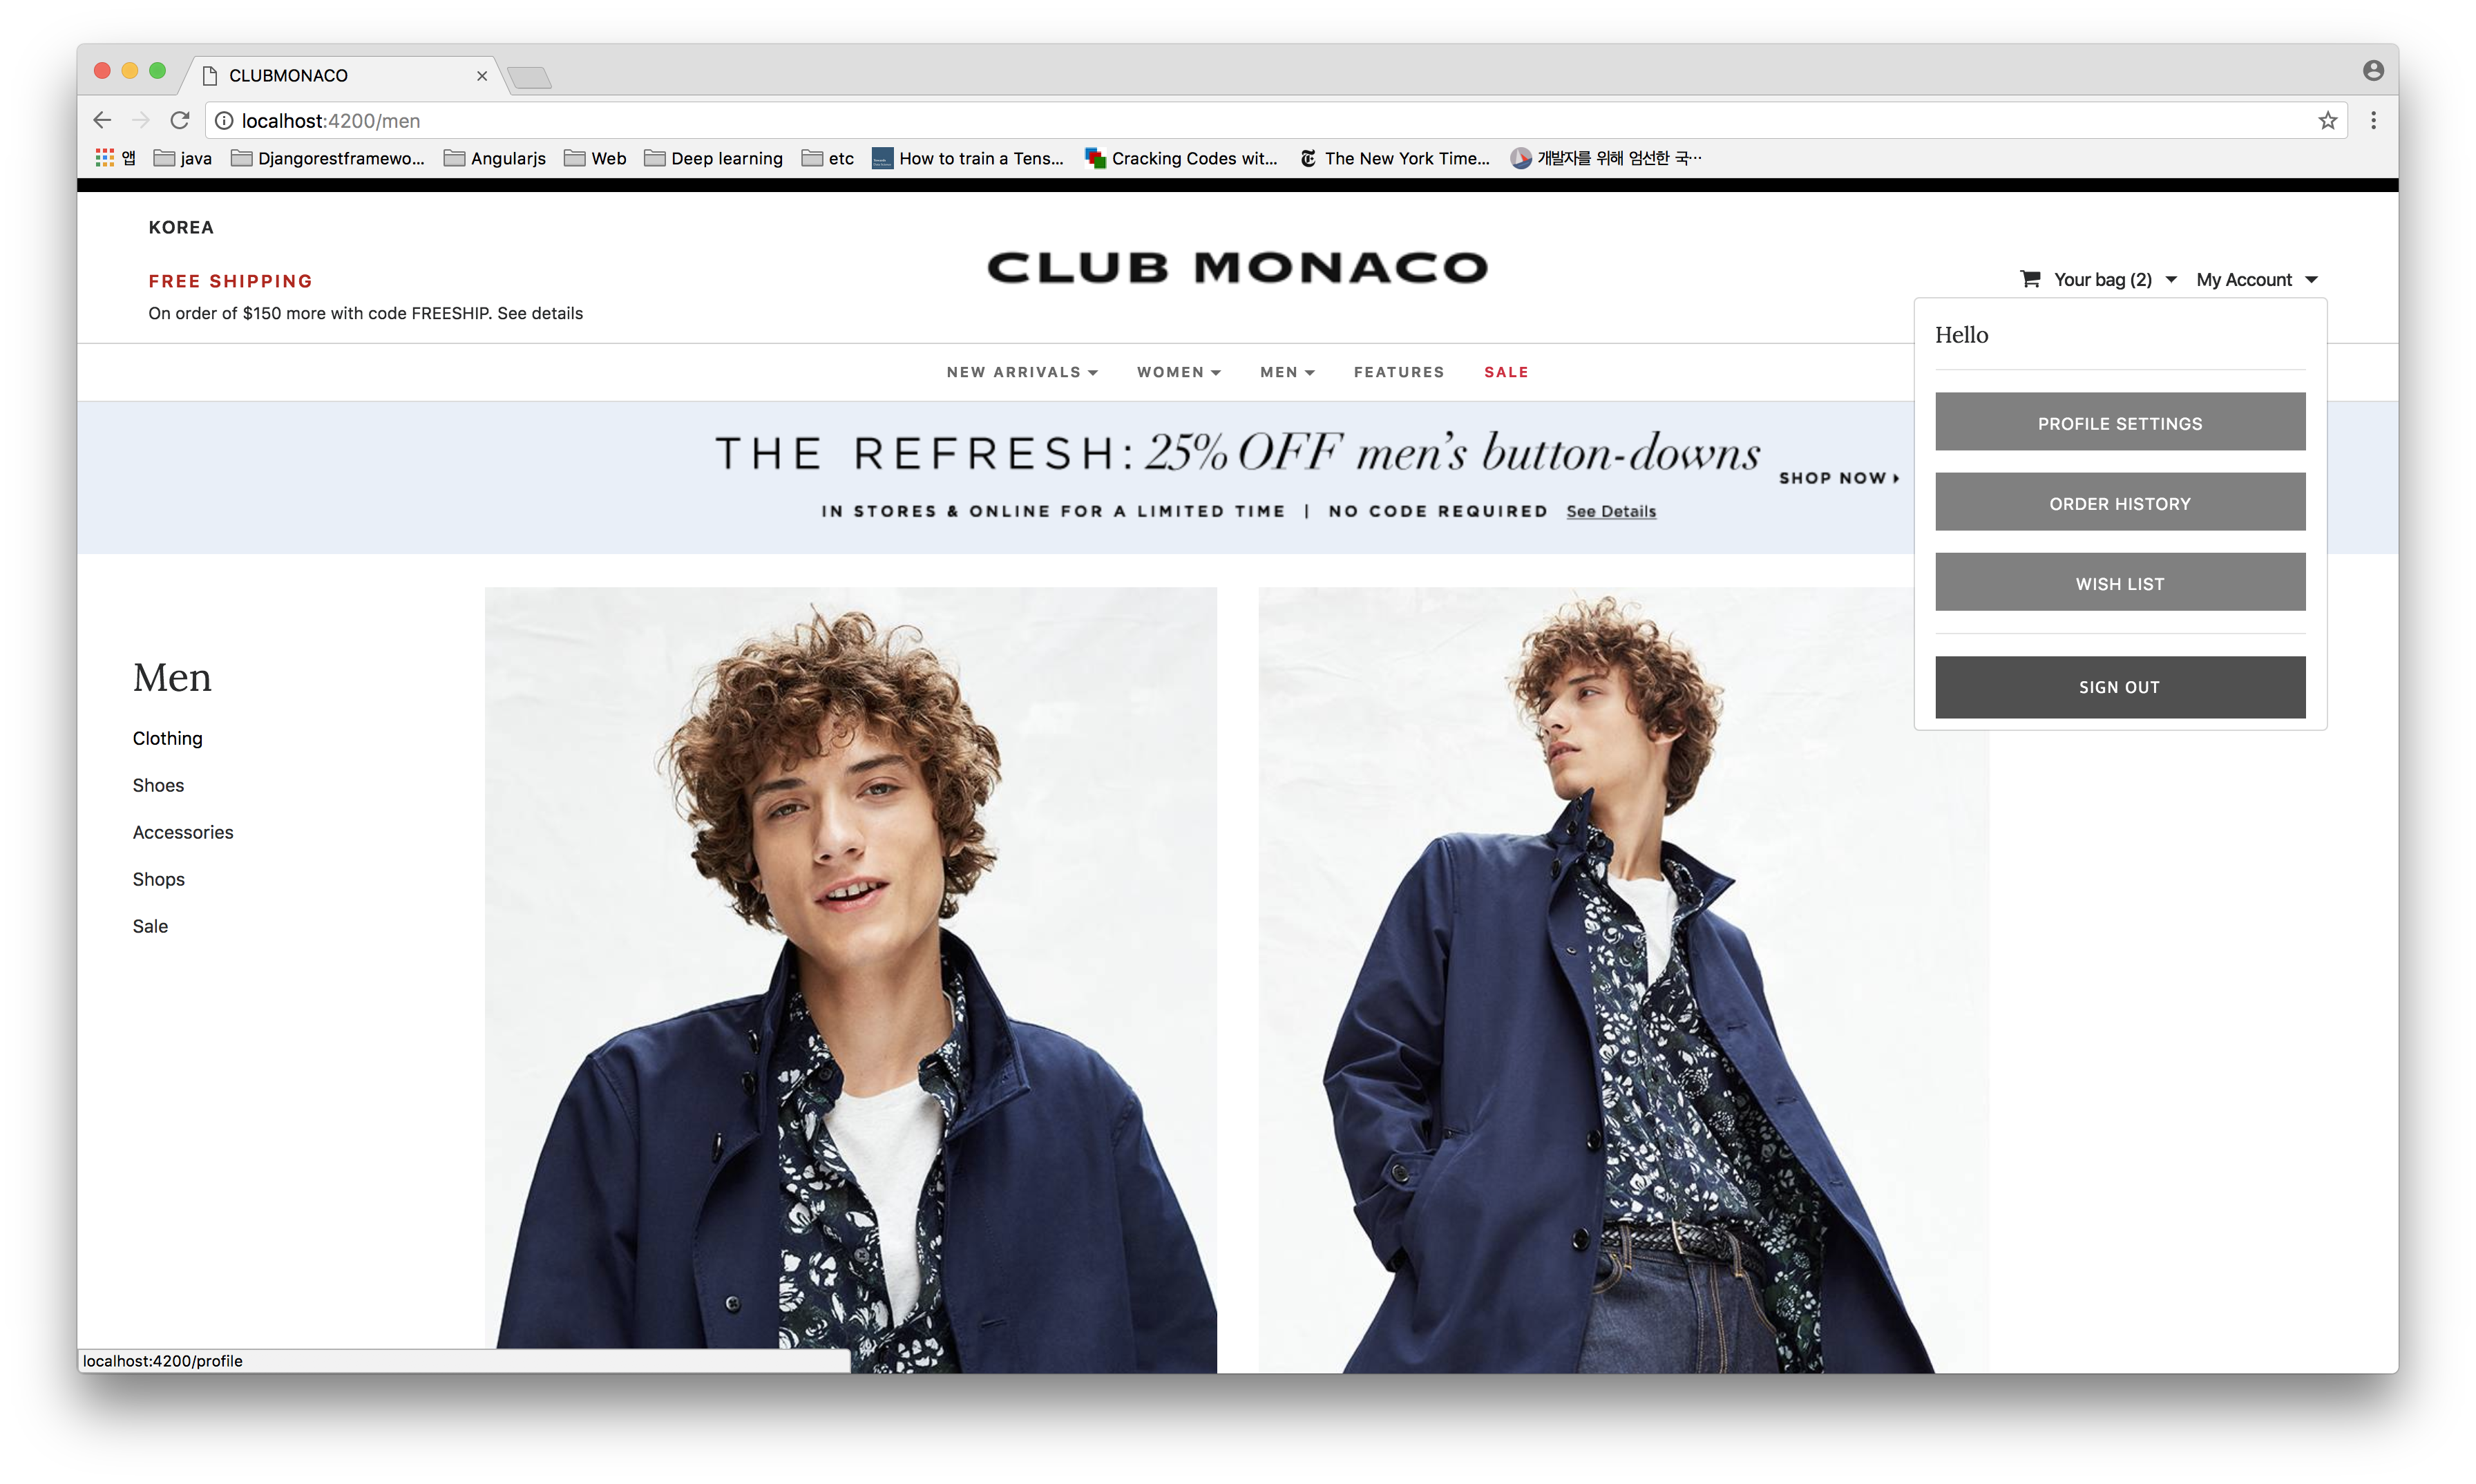 CLUBMONACO
localhost:4200/men
앱 java Djangorestframewo... Angularjs Web Deep learning etc How to train a Tens... Cracking Codes wit... The New York Time... 개발자를 위해 엄선한 국...
KOREA
FREE SHIPPING
On order of $150 more with code FREESHIP. See details
CLUB MONACO
Your bag (2) My Account
Hello
PROFILE SETTINGS
ORDER HISTORY
WISH LIST
SIGN OUT
NEW ARRIVALS WOMEN MEN FEATURES SALE
THE REFRESH: 25% OFF men's button-downs
SHOP NOW
IN STORES & ONLINE FOR A LIMITED TIME | NO CODE REQUIRED See Details
Men
Clothing
Shoes
Accessories
Shops
Sale
localhost:4200/profile